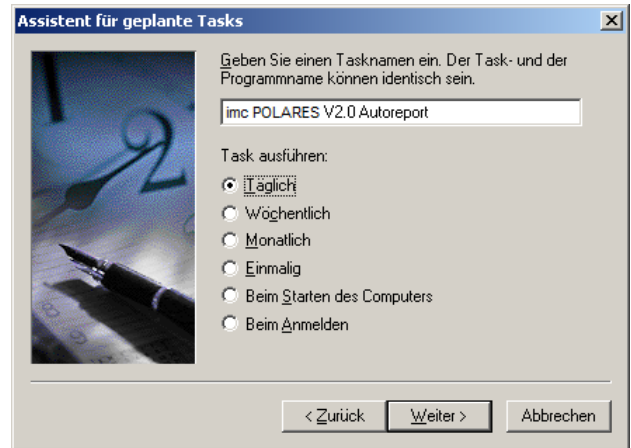 Assistent für geplante Tasks
Geben Sie einen Tasknamen ein. Der Task- und der
Programmname können identisch sein.
imc POLARES V2.0 Autoreport
Task ausführen:
Täglich
Wöchentlich
Monatlich
Einmalig
Beim Starten des Computers
Beim Anmelden
< Zurück Weiter > Abbrechen